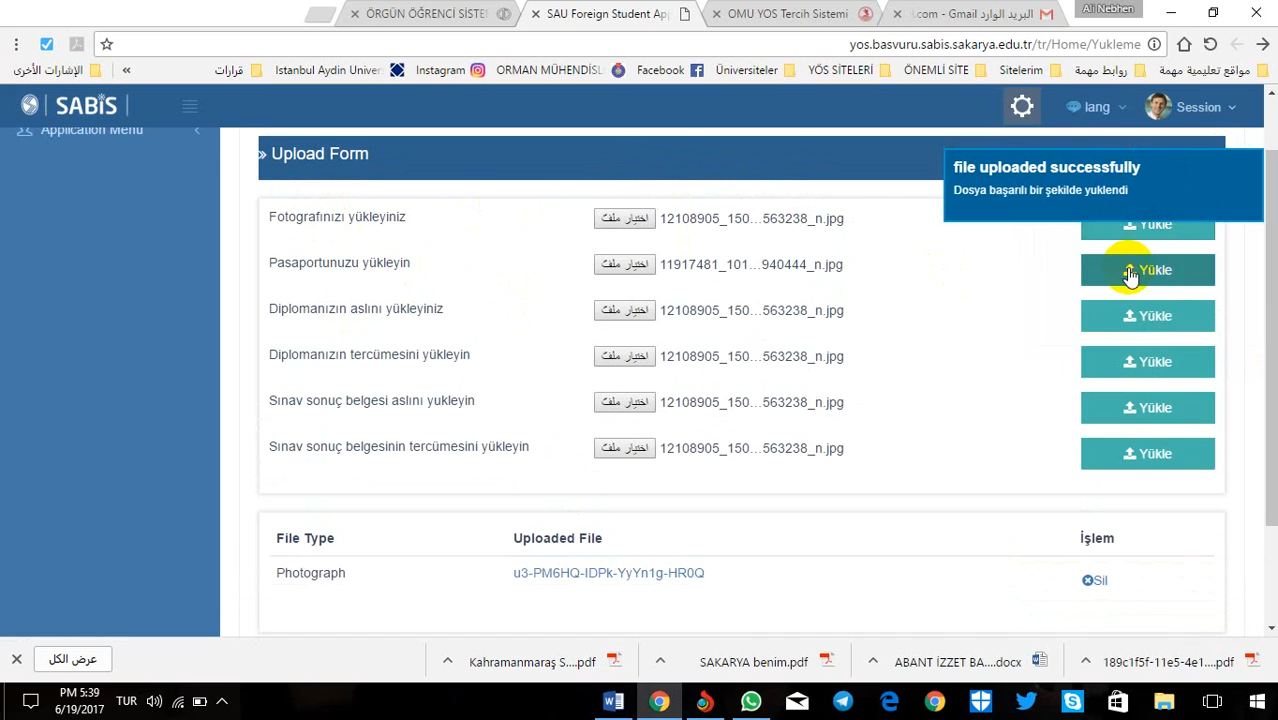 ÖRGÜN ÖĞRENCİ SİSTE
SAU Foreign Student Ap
OMU YOS Tercih Sistemi
البريد الوارد
.com - Gmail
Ali Nebhen
yos.basvuru.sabis.sakarya.edu.tr/tr/Home/Yukleme
الإشارات الأخرى
«
قرارات
Istanbul Aydin Univer
Instagram
ORMAN MÜHENDİSL
Facebook
Üniversiteler
YÖS SİTELERİ
ÖNEMLİ SİTE
Sitelerim
روابط مهمة
مواقع تعليمية مهمة
SABİS
lang
Session
Application Menu
» Upload Form
file uploaded successfully
Dosya başarılı bir şekilde yuklendi
Fotografınızı yükleyiniz
اختيار ملفّ
12108905_150...563238_n.jpg
Yükle
Pasaportunuzu yükleyin
اختيار ملفّ
11917481_101...940444_n.jpg
Yükle
Diplomanızın aslını yükleyiniz
اختيار ملفّ
12108905_150...563238_n.jpg
Yükle
Diplomanızın tercümesini yükleyin
اختيار ملفّ
12108905_150...563238_n.jpg
Yükle
Sınav sonuç belgesi aslını yukleyin
اختيار ملفّ
12108905_150...563238_n.jpg
Yükle
Sınav sonuç belgesinin tercümesini yükleyin
اختيار ملفّ
12108905_150...563238_n.jpg
Yükle
File Type
Uploaded File
İşlem
Photograph
u3-PM6HQ-IDPk-YyYn1g-HR0Q
Sil
عرض الكل
Kahramanmaraş S....pdf
SAKARYA benim.pdf
ABANT İZZET BA....docx
189c1f5f-11e5-4e1....pdf
PM 5:39
6/19/2017
TUR